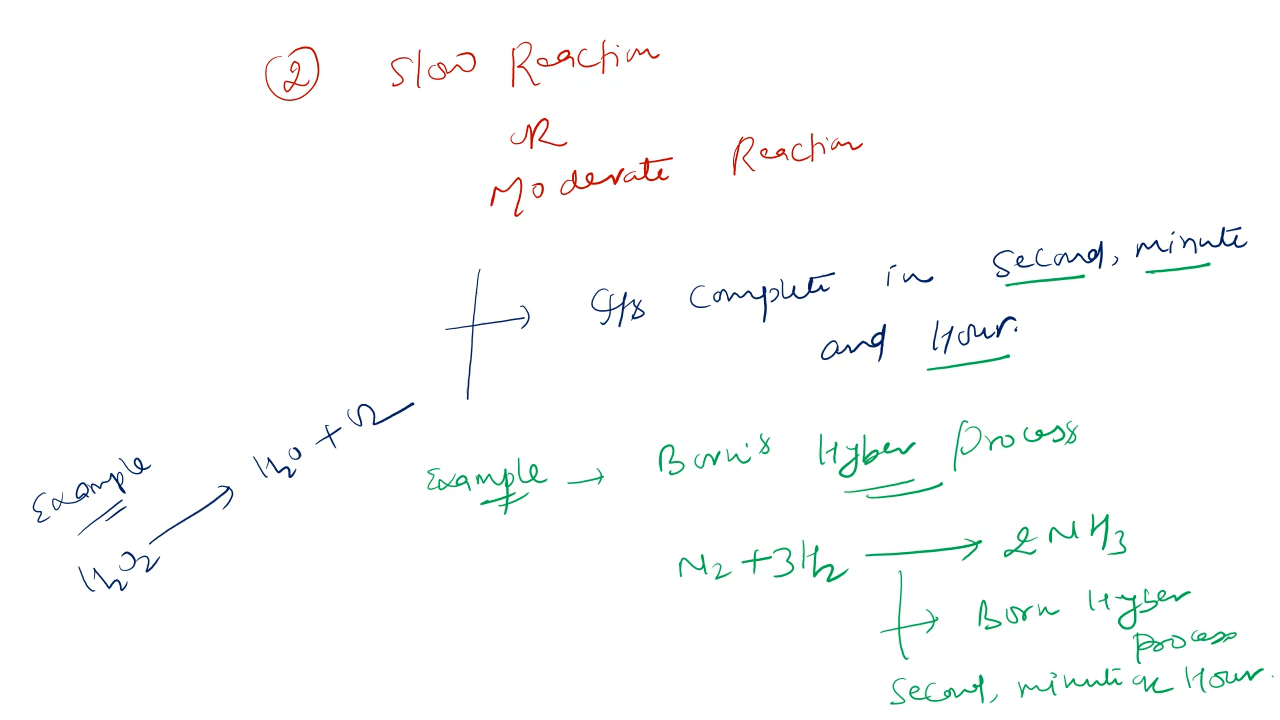 ② Slow Reaction
OR
Moderate Reaction
Its complete in Second, minute
and Hour.
Example
H2O2 → H2O + O2
Example → Born's Hyber process
N2 + 3H2 → 2NH3
Born Hyber
process
Second, minute or Hour.